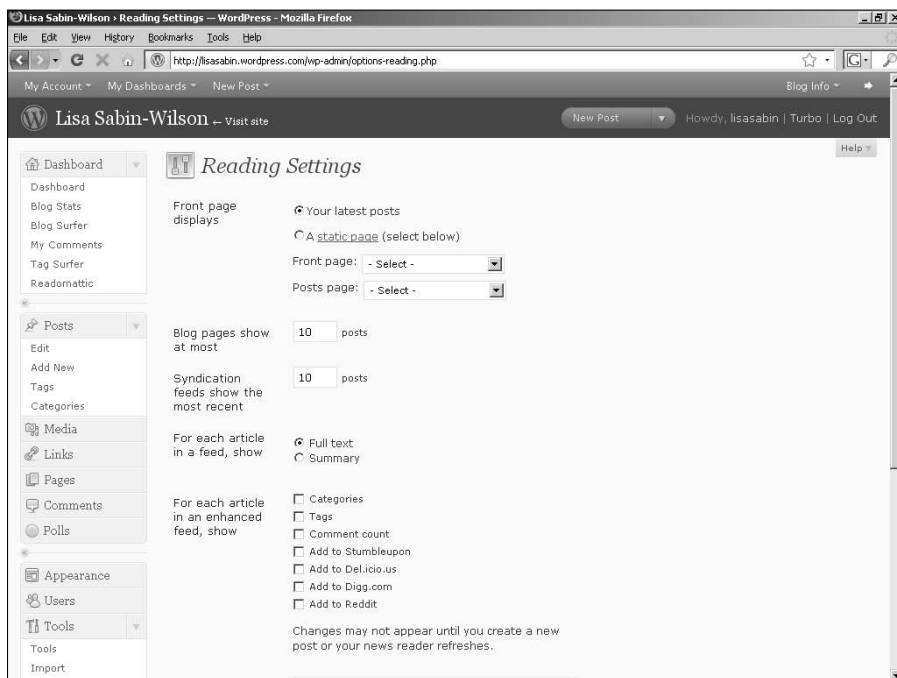 Lisa Sabin-Wilson › Reading Settings — WordPress - Mozilla Firefox
File Edit View History Bookmarks Tools Help
http://lisasabin.wordpress.com/wp-admin/options-reading.php
G
My Account My Dashboards New Post Blog Info
Lisa Sabin-Wilson ← Visit site New Post Howdy, lisasabin | Turbo | Log Out
Help
Dashboard
Dashboard
Blog Stats
Blog Surfer
My Comments
Tag Surfer
Readomattic
Posts
Edit
Add New
Tags
Categories
Media
Links
Pages
Comments
Polls
Appearance
Users
Tools
Tools
Import
Reading Settings
Front page
displays
Your latest posts
A static page (select below)
Front page: - Select -
Posts page: - Select -
Blog pages show
at most
10 posts
Syndication
feeds show the
most recent
10 posts
For each article
in a feed, show
Full text
Summary
For each article
in an enhanced
feed, show
Categories
Tags
Comment count
Add to Stumbleupon
Add to Del.icio.us
Add to Digg.com
Add to Reddit
Changes may not appear until you create a new
post or your news reader refreshes.